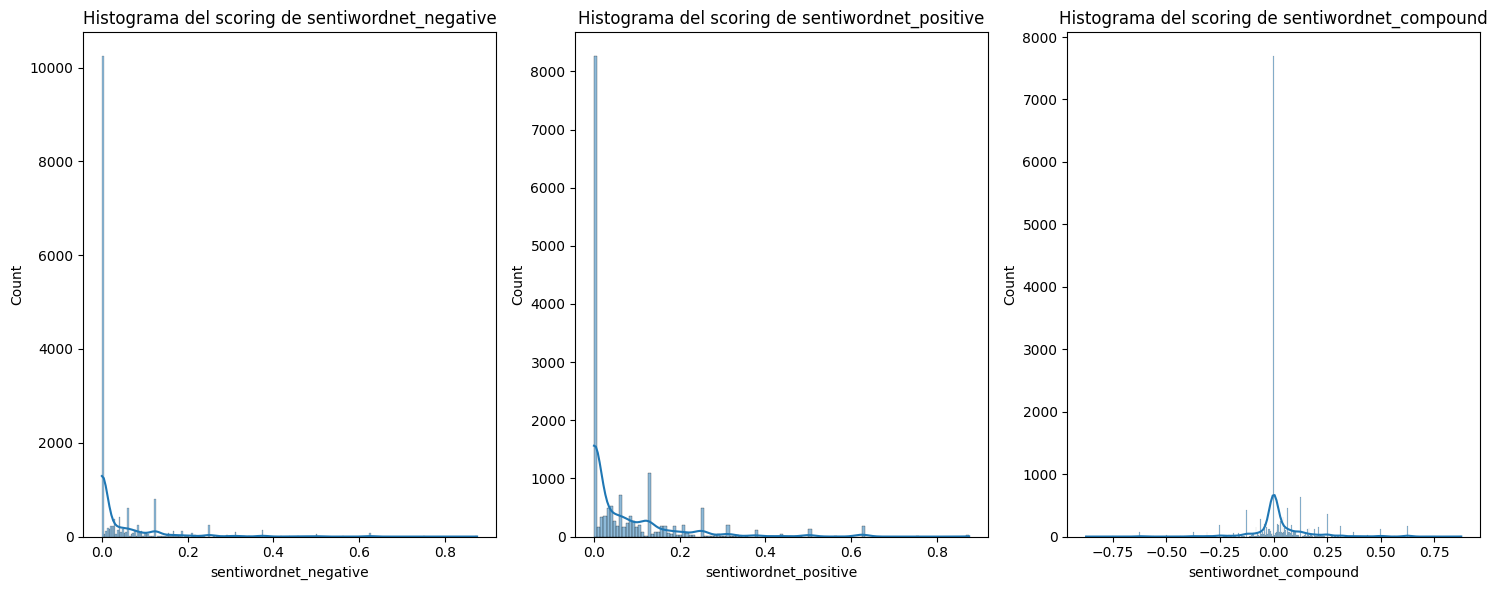 Histograma del scoring de sentiwordnet_negative
Count
10000
8000
6000
4000
2000
0
0.0 0.2 0.4 0.6 0.8
sentiwordnet_negative
Histograma del scoring de sentiwordnet_positive
Count
8000
7000
6000
5000
4000
3000
2000
1000
0
0.0 0.2 0.4 0.6 0.8
sentiwordnet_positive
Histograma del scoring de sentiwordnet_compound
Count
8000
7000
6000
5000
4000
3000
2000
1000
0
−0.75 −0.50 −0.25 0.00 0.25 0.50 0.75
sentiwordnet_compound